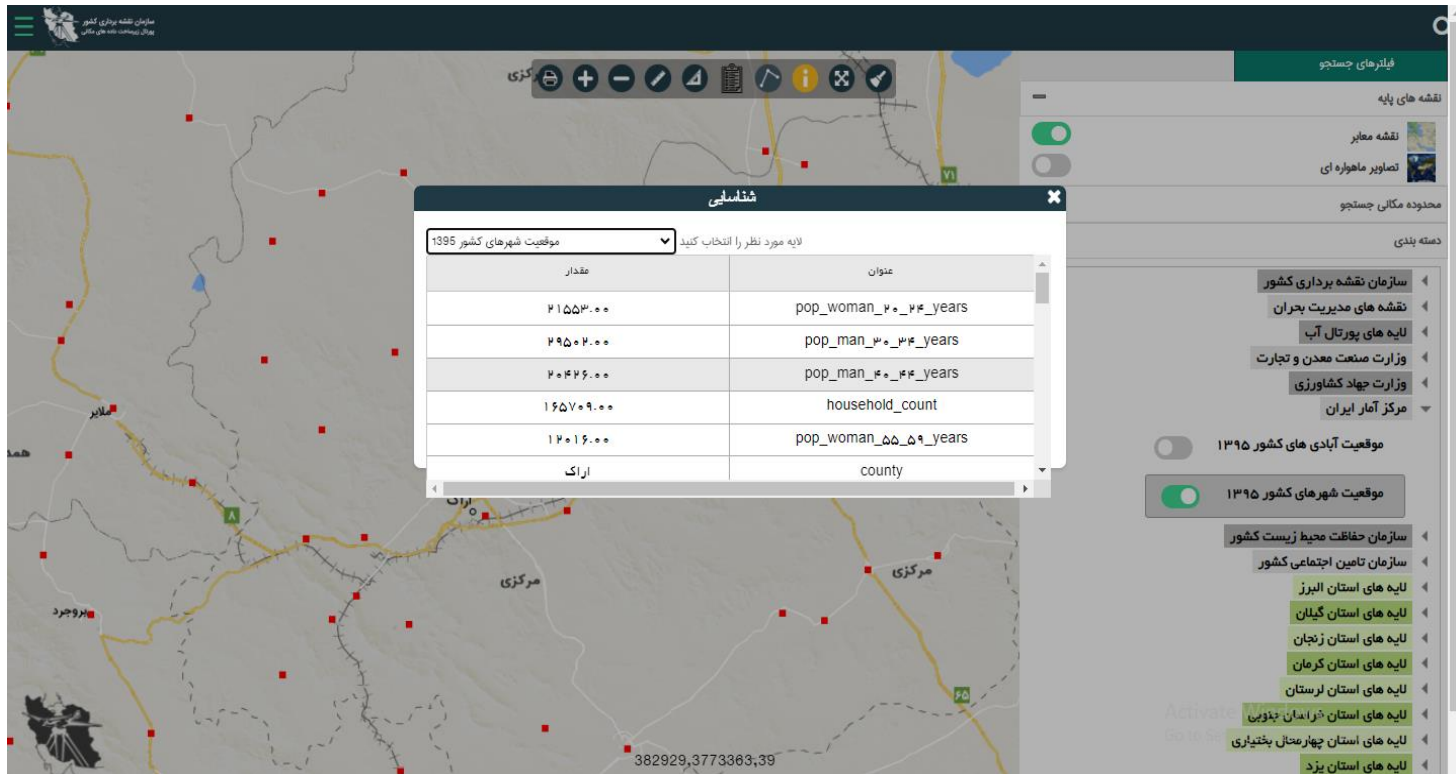 سازمان نقشه برداری کشور
پورتال زیرساخت داده های مکانی
فیلترهای جستجو
نقشه های پایه
نقشه معابر
تصاویر ماهواره ای
محدوده مکانی جستجو
دسته بندی
سازمان نقشه برداری کشور
نقشه های مدیریت بحران
لایه های پورتال آب
وزارت صنعت معدن و تجارت
وزارت جهاد کشاورزی
مرکز آمار ایران
موقعیت آبادی های کشور ۱۳۹۵
موقعیت شهرهای کشور ۱۳۹۵
سازمان حفاظت محیط زیست کشور
سازمان تامین اجتماعی کشور
لایه های استان البرز
لایه های استان گیلان
لایه های استان زنجان
لایه های استان کرمان
لایه های استان لرستان
لایه های استان خراسان جنوبی
لایه های استان چهارمحال بختیاری
لایه های استان یزد
شناسایی
لایه مورد نظر را انتخاب کنید
موقعیت شهرهای کشور 1395
عنوان مقدار
pop_woman_۲۰_۲۴_years ۲۱۵۵۳.۰۰
pop_man_۳۰_۳۴_years ۲۹۵۰۲.۰۰
pop_man_۴۰_۴۴_years ۲۰۴۲۶.۰۰
household_count ۱۶۵۷۰۹.۰۰
pop_woman_۵۵_۵۹_years ۱۲۰۱۶.۰۰
county اراک
مرکزی
۷۱
ملایر
همد
اراک
۸
مرکزی
مرکزی
بروجرد
۶۵
382929,3773363,39
Activate Windows